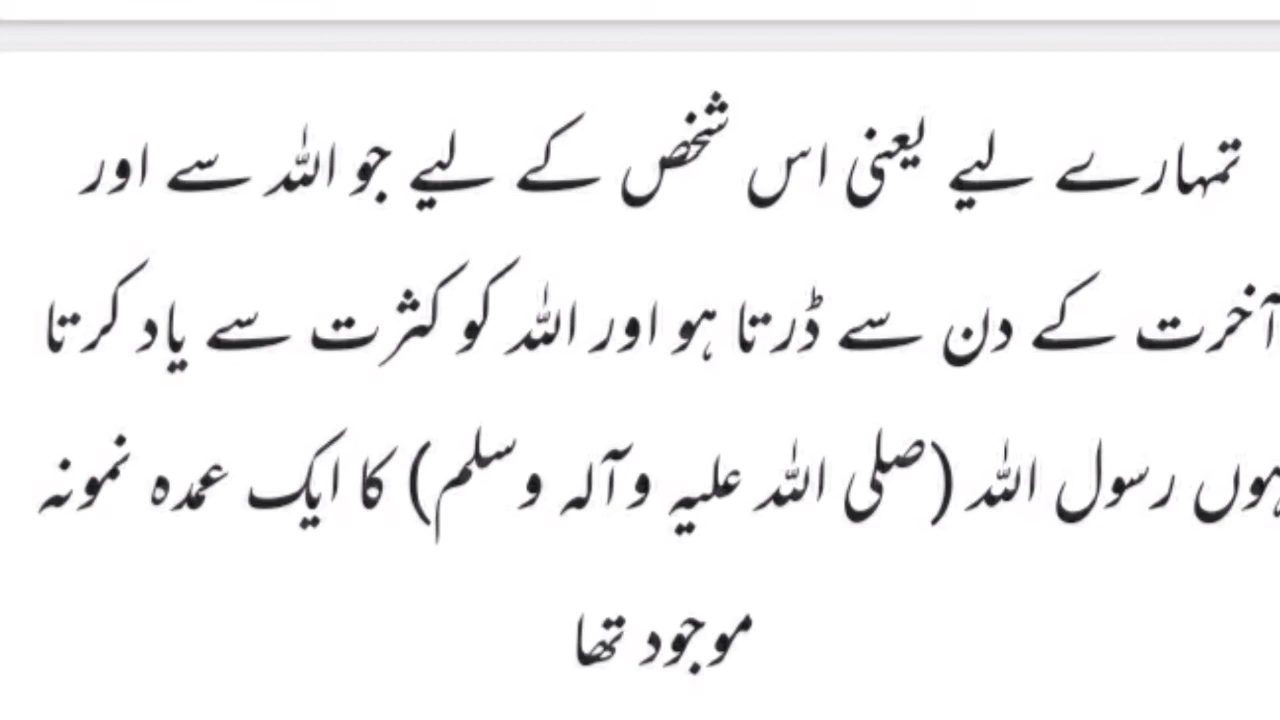 تمہارے لیے یعنی اس شخص کے لیے جو اللہ سے اور
آخرت کے دن سے ڈرتا ہو اور اللہ کو کثرت سے یاد کرتا
ہوں رسول اللہ (صلی اللہ علیہ وآلہ وسلم) کا ایک عمدہ نمونہ
موجود تھا